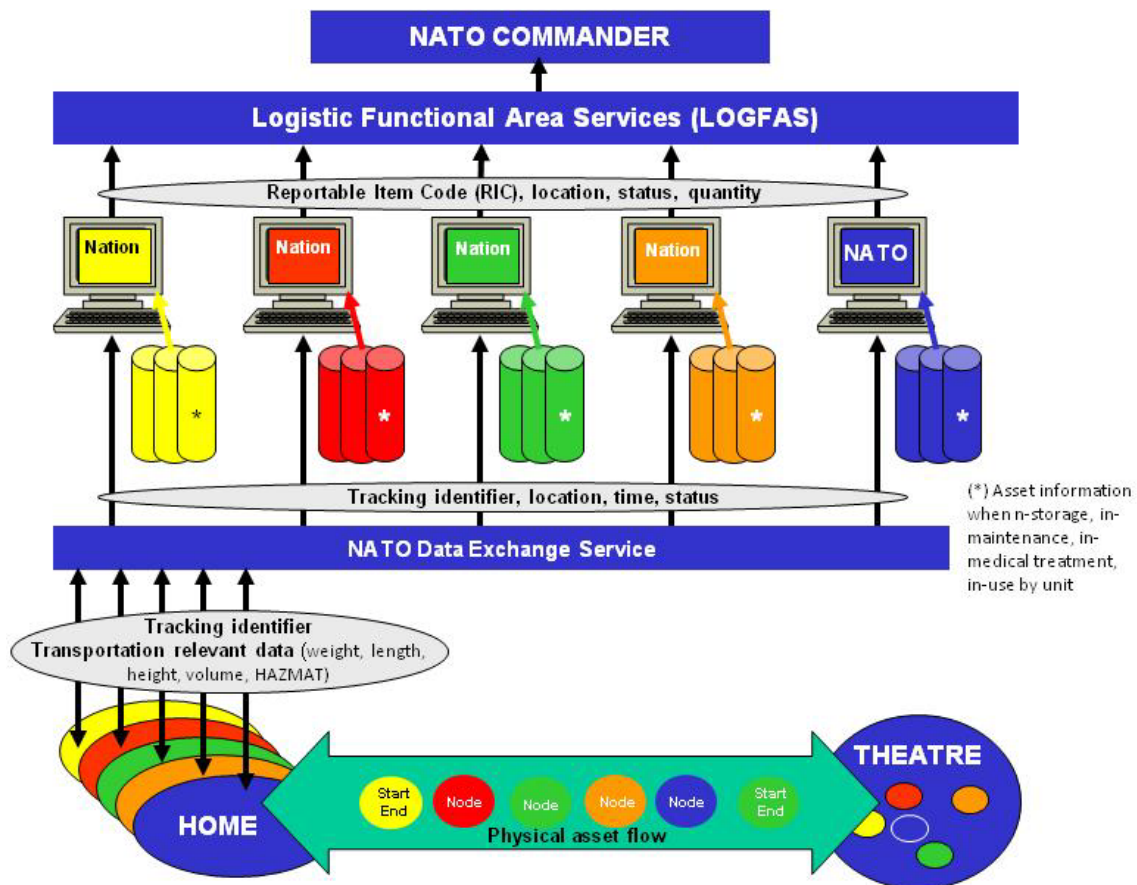 NATO COMMANDER
Logistic Functional Area Services (LOGFAS)
Reportable Item Code (RIC), location, status, quantity
Nation
Nation
Nation
Nation
NATO
*
*
*
*
*
Tracking identifier, location, time, status
(*) Asset information
when n-storage, in-
maintenance, in-
medical treatment,
in-use by unit
NATO Data Exchange Service
Tracking identifier
Transportation relevant data (weight, length,
height, volume, HAZMAT)
HOME
Start
End
Node
Node
Node
Node
Start
End
Physical asset flow
THEATRE